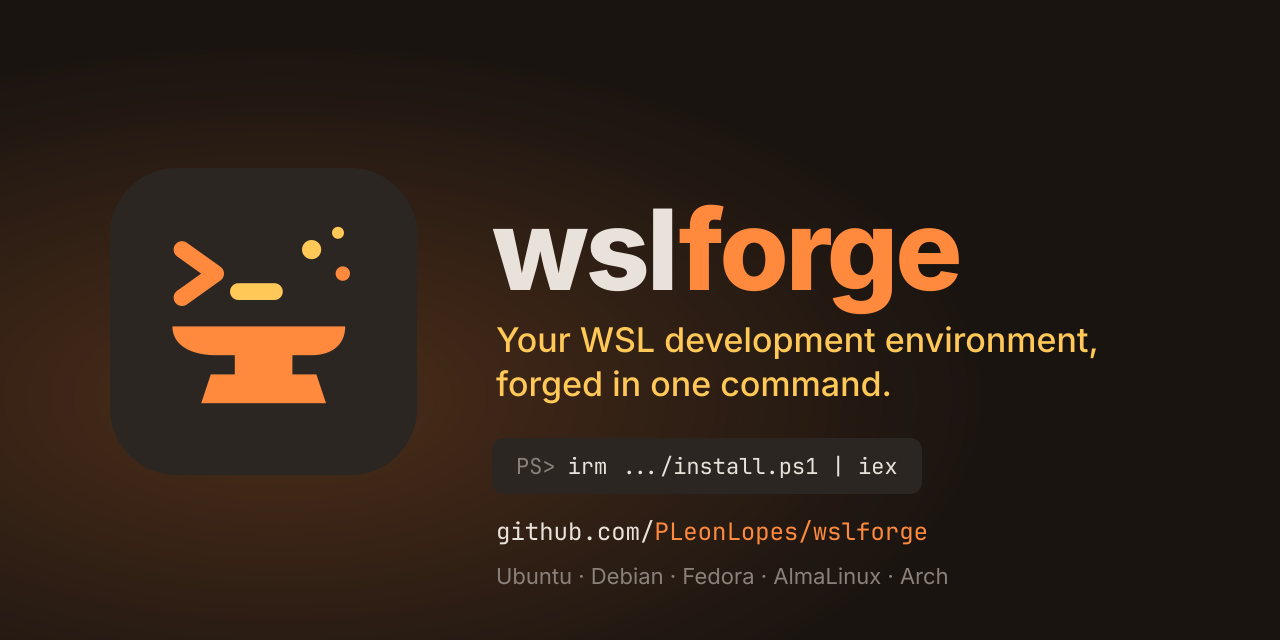 wslforge
Your WSL development environment,
forged in one command.
PS> irm .../install.ps1 | iex
github.com/PLeonLopes/wslforge
Ubuntu · Debian · Fedora · AlmaLinux · Arch